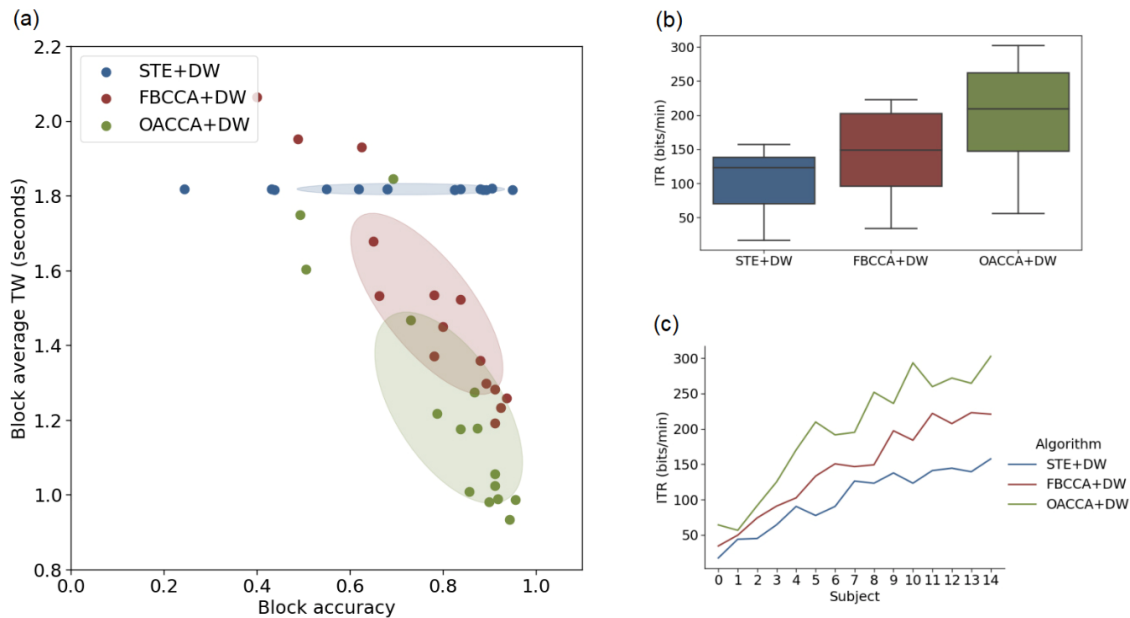 (a)
2.2
2.0
1.8
1.6
1.4
1.2
1.0
0.8
Block average TW (seconds)
STE+DW
FBCCA+DW
OACCA+DW
0.0 0.2 0.4 0.6 0.8 1.0
Block accuracy
(b)
300
250
200
150
100
50
ITR (bits/min)
STE+DW FBCCA+DW OACCA+DW
(c)
300
250
200
150
100
50
ITR (bits/min)
0 1 2 3 4 5 6 7 8 9 10 11 12 13 14
Subject
Algorithm
STE+DW
FBCCA+DW
OACCA+DW